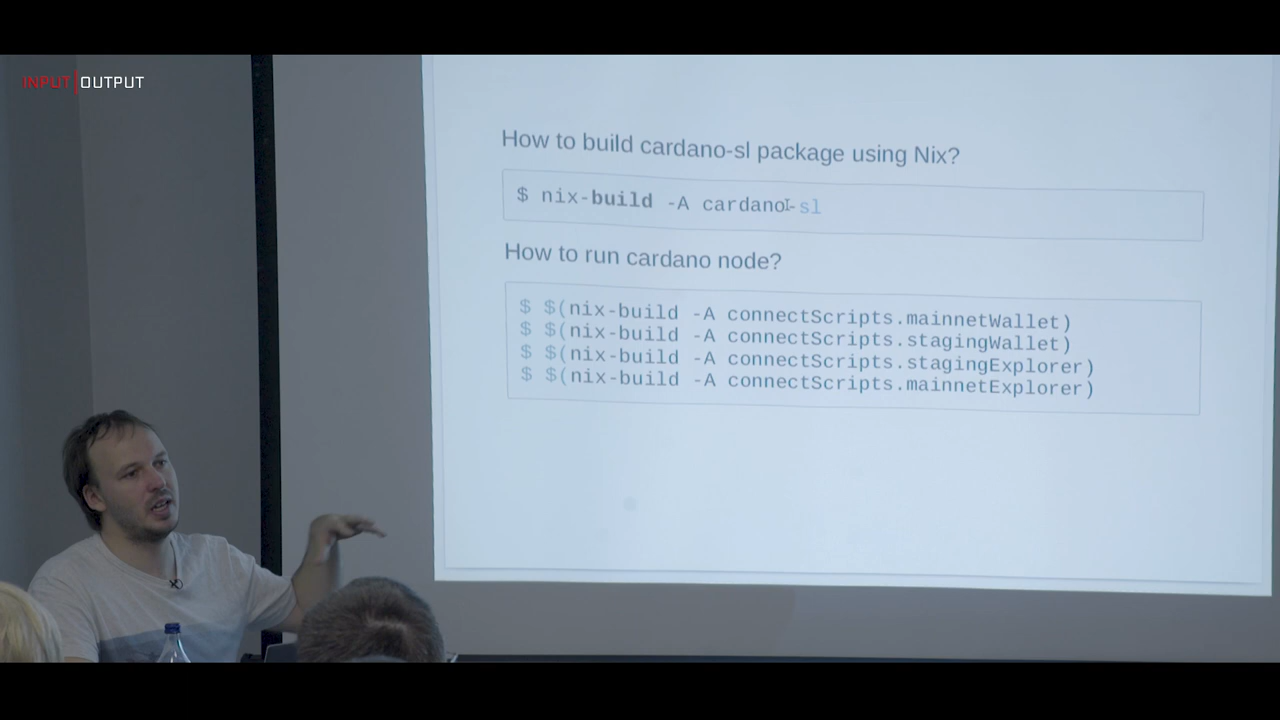 INPUT|OUTPUT
How to build cardano-sl package using Nix?
$ nix-build -A cardano-sl
How to run cardano node?
$ $(nix-build -A connectScripts.mainnetWallet)
$ $(nix-build -A connectScripts.stagingWallet)
$ $(nix-build -A connectScripts.stagingExplorer)
$ $(nix-build -A connectScripts.mainnetExplorer)